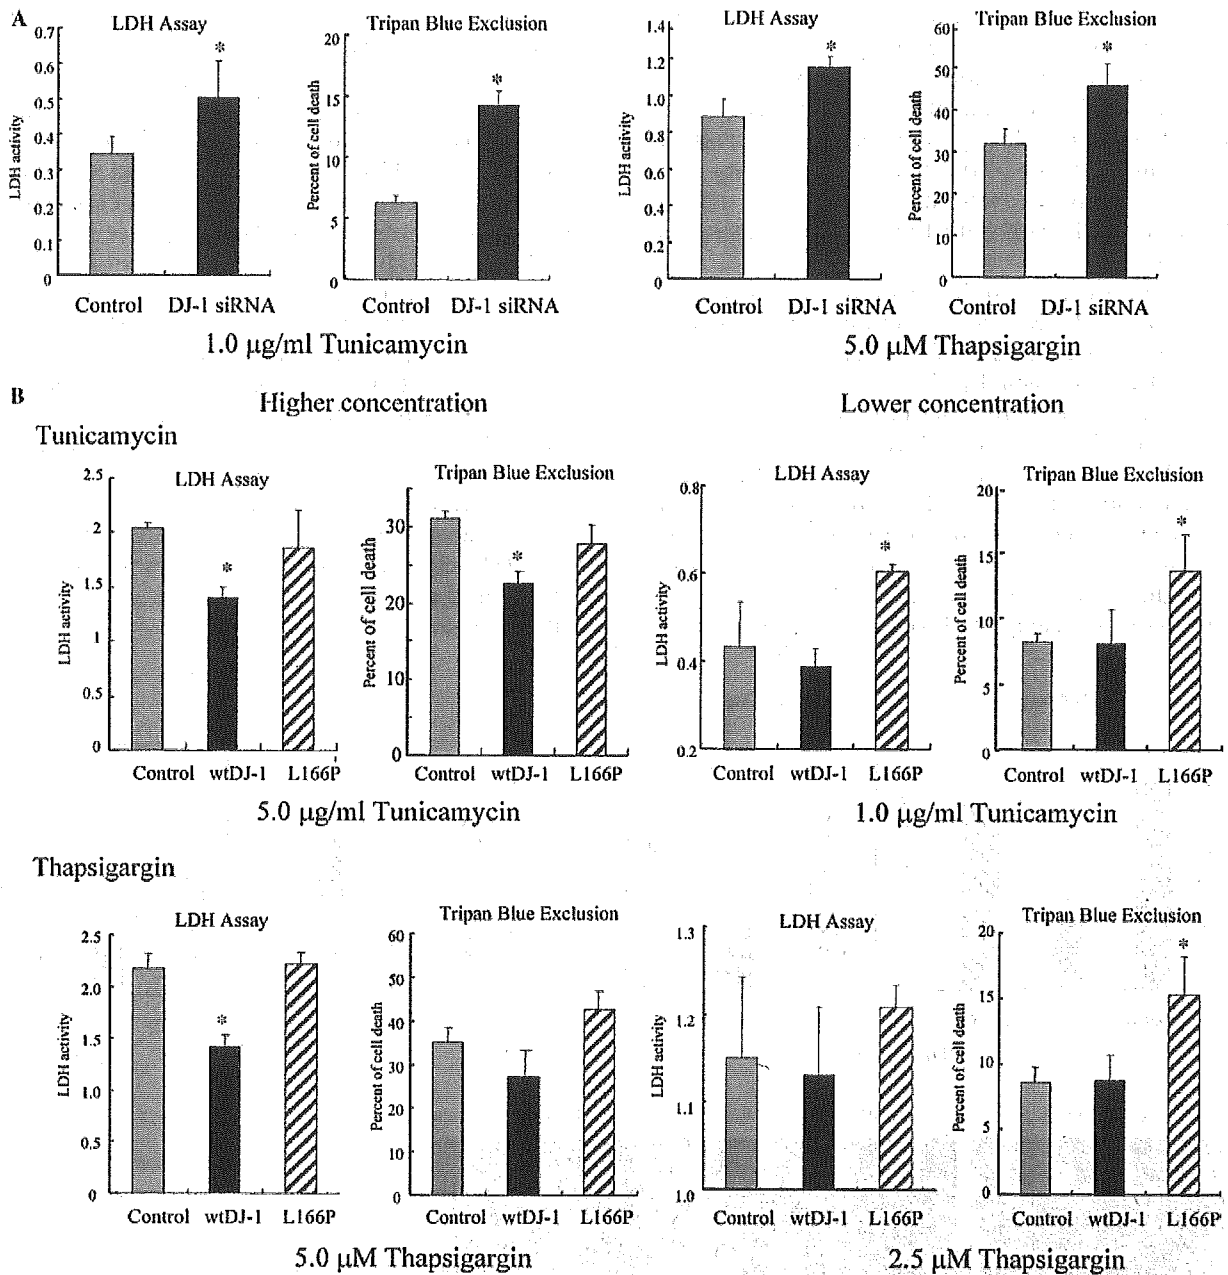 A
LDH Assay
0.7
0.6
0.5
0.4
0.3
0.2
0.1
0
LDH activity
*
Control DJ-1 siRNA
Tripan Blue Exclusion
20
15
10
5
0
Percent of cell death
*
Control DJ-1 siRNA
1.0 μg/ml Tunicamycin
LDH Assay
1.4
1.2
1.0
0.8
0.6
0.4
0.2
0
LDH activity
*
Control DJ-1 siRNA
Tripan Blue Exclusion
60
50
40
30
20
10
0
Percent of cell death
*
Control DJ-1 siRNA
5.0 μM Thapsigargin
B
Higher concentration
Lower concentration
Tunicamycin
LDH Assay
2.5
2
1.5
1
0.5
0
LDH activity
*
Control wtDJ-1 L166P
Tripan Blue Exclusion
30
20
10
0
Percent of cell death
*
Control wtDJ-1 L166P
5.0 μg/ml Tunicamycin
LDH Assay
0.8
0.6
0.4
0.2
LDH activity
*
Control wtDJ-1 L166P
Tripan Blue Exclusion
20
15
10
5
0
Percent of cell death
*
Control wtDJ-1 L166P
1.0 μg/ml Tunicamycin
Thapsigargin
LDH Assay
2.5
2.0
1.5
1.0
0.5
0
LDH activity
*
Control wtDJ-1 L166P
Tripan Blue Exclusion
60
50
40
30
20
10
0
Percent of cell death
Control wtDJ-1 L166P
5.0 μM Thapsigargin
LDH Assay
1.3
1.2
1.1
1.0
LDH activity
Control wtDJ-1 L166P
Tripan Blue Exclusion
20
15
10
5
0
Percent of cell death
*
Control wtDJ-1 L166P
2.5 μM Thapsigargin